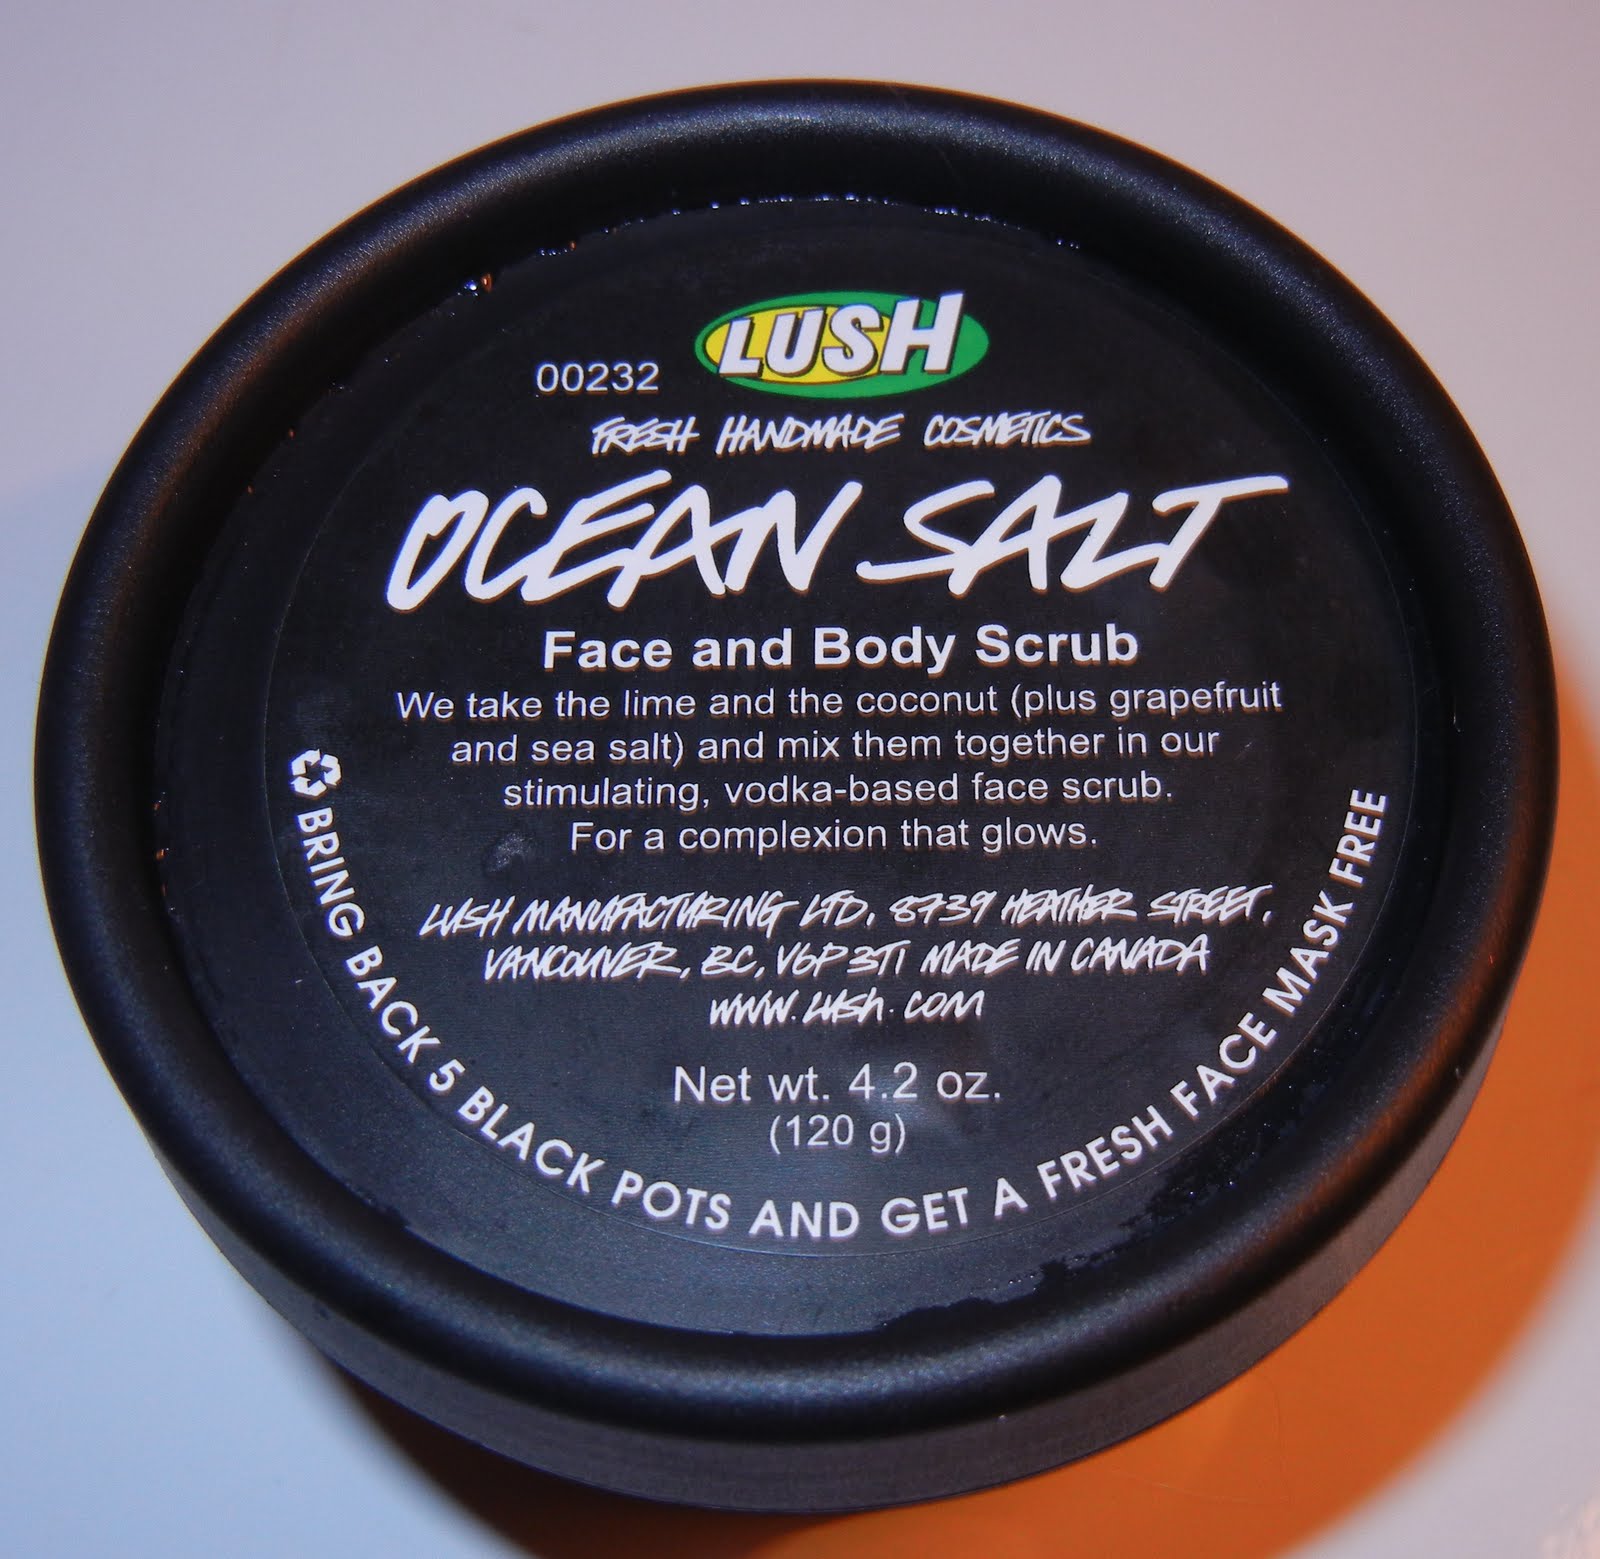 LUSH
00232
FRESH HANDMADE COSMETICS
OCEAN SALT
Face and Body Scrub
We take the lime and the coconut (plus grapefruit
and sea salt) and mix them together in our
stimulating, vodka-based face scrub.
For a complexion that glows.
LUSH MANUFACTURING LTD, 8739 HEATHER STREET,
VANCOUVER, BC, V6P 3T1 MADE IN CANADA
www.lush.com
Net wt. 4.2 oz.
(120 g)
BRING BACK 5 BLACK POTS AND GET A FRESH FACE MASK FREE